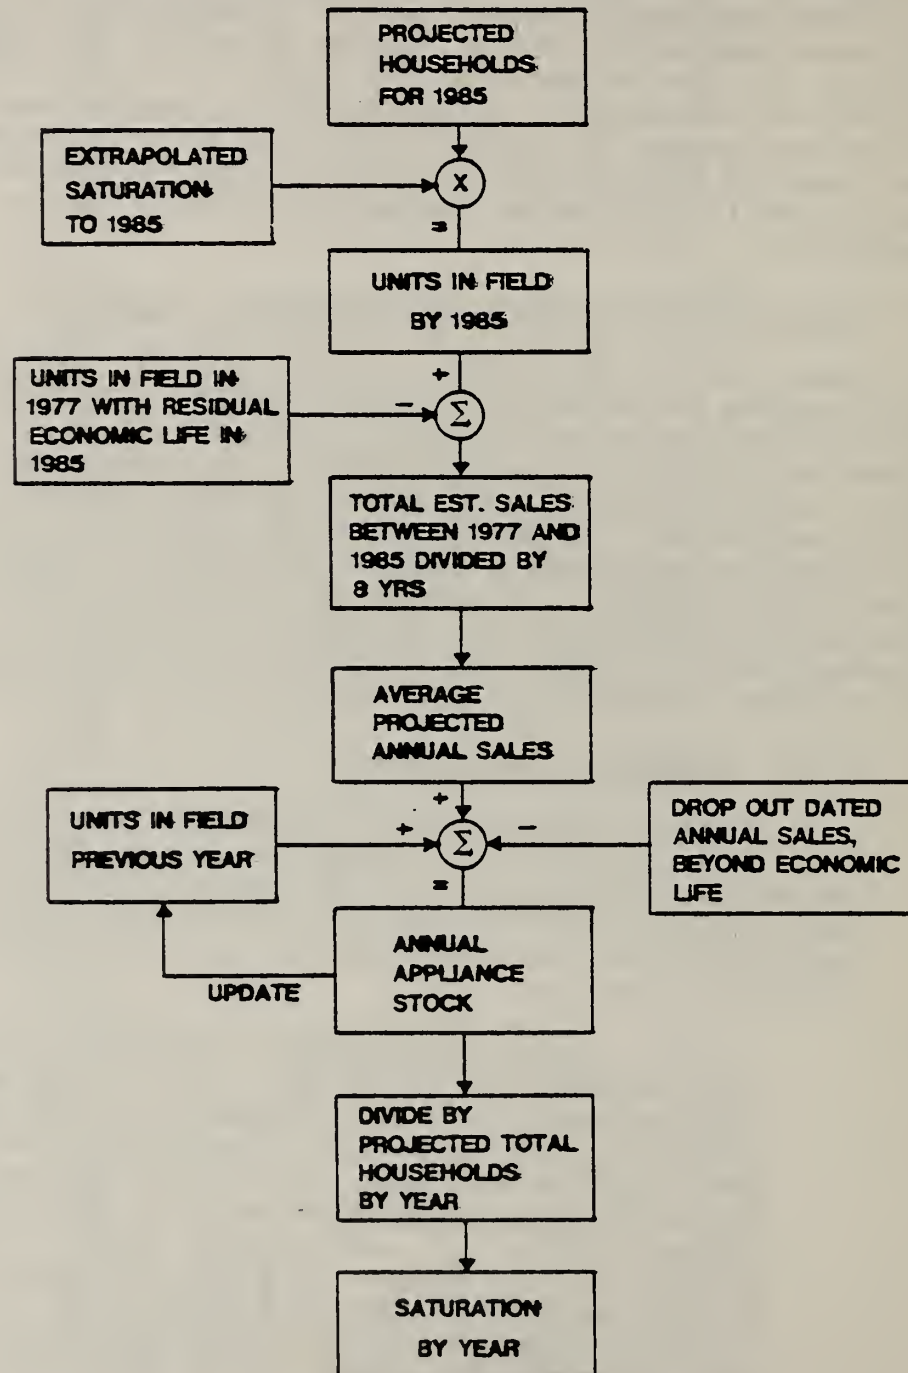 PROJECTED
HOUSEHOLDS
FOR 1985
EXTRAPOLATED
SATURATION
TO 1985
X
=
UNITS IN FIELD
BY 1985
+
UNITS IN FIELD IN
1977 WITH RESIDUAL
ECONOMIC LIFE IN
1985
-
Σ
TOTAL EST. SALES
BETWEEN 1977 AND
1985 DIVIDED BY
8 YRS
AVERAGE
PROJECTED
ANNUAL SALES
+
UNITS IN FIELD
PREVIOUS YEAR
+
Σ
-
DROP OUT DATED
ANNUAL SALES,
BEYOND ECONOMIC
LIFE
=
ANNUAL
APPLIANCE
STOCK
UPDATE
DIVIDE BY
PROJECTED TOTAL
HOUSEHOLDS
BY YEAR
SATURATION
BY YEAR